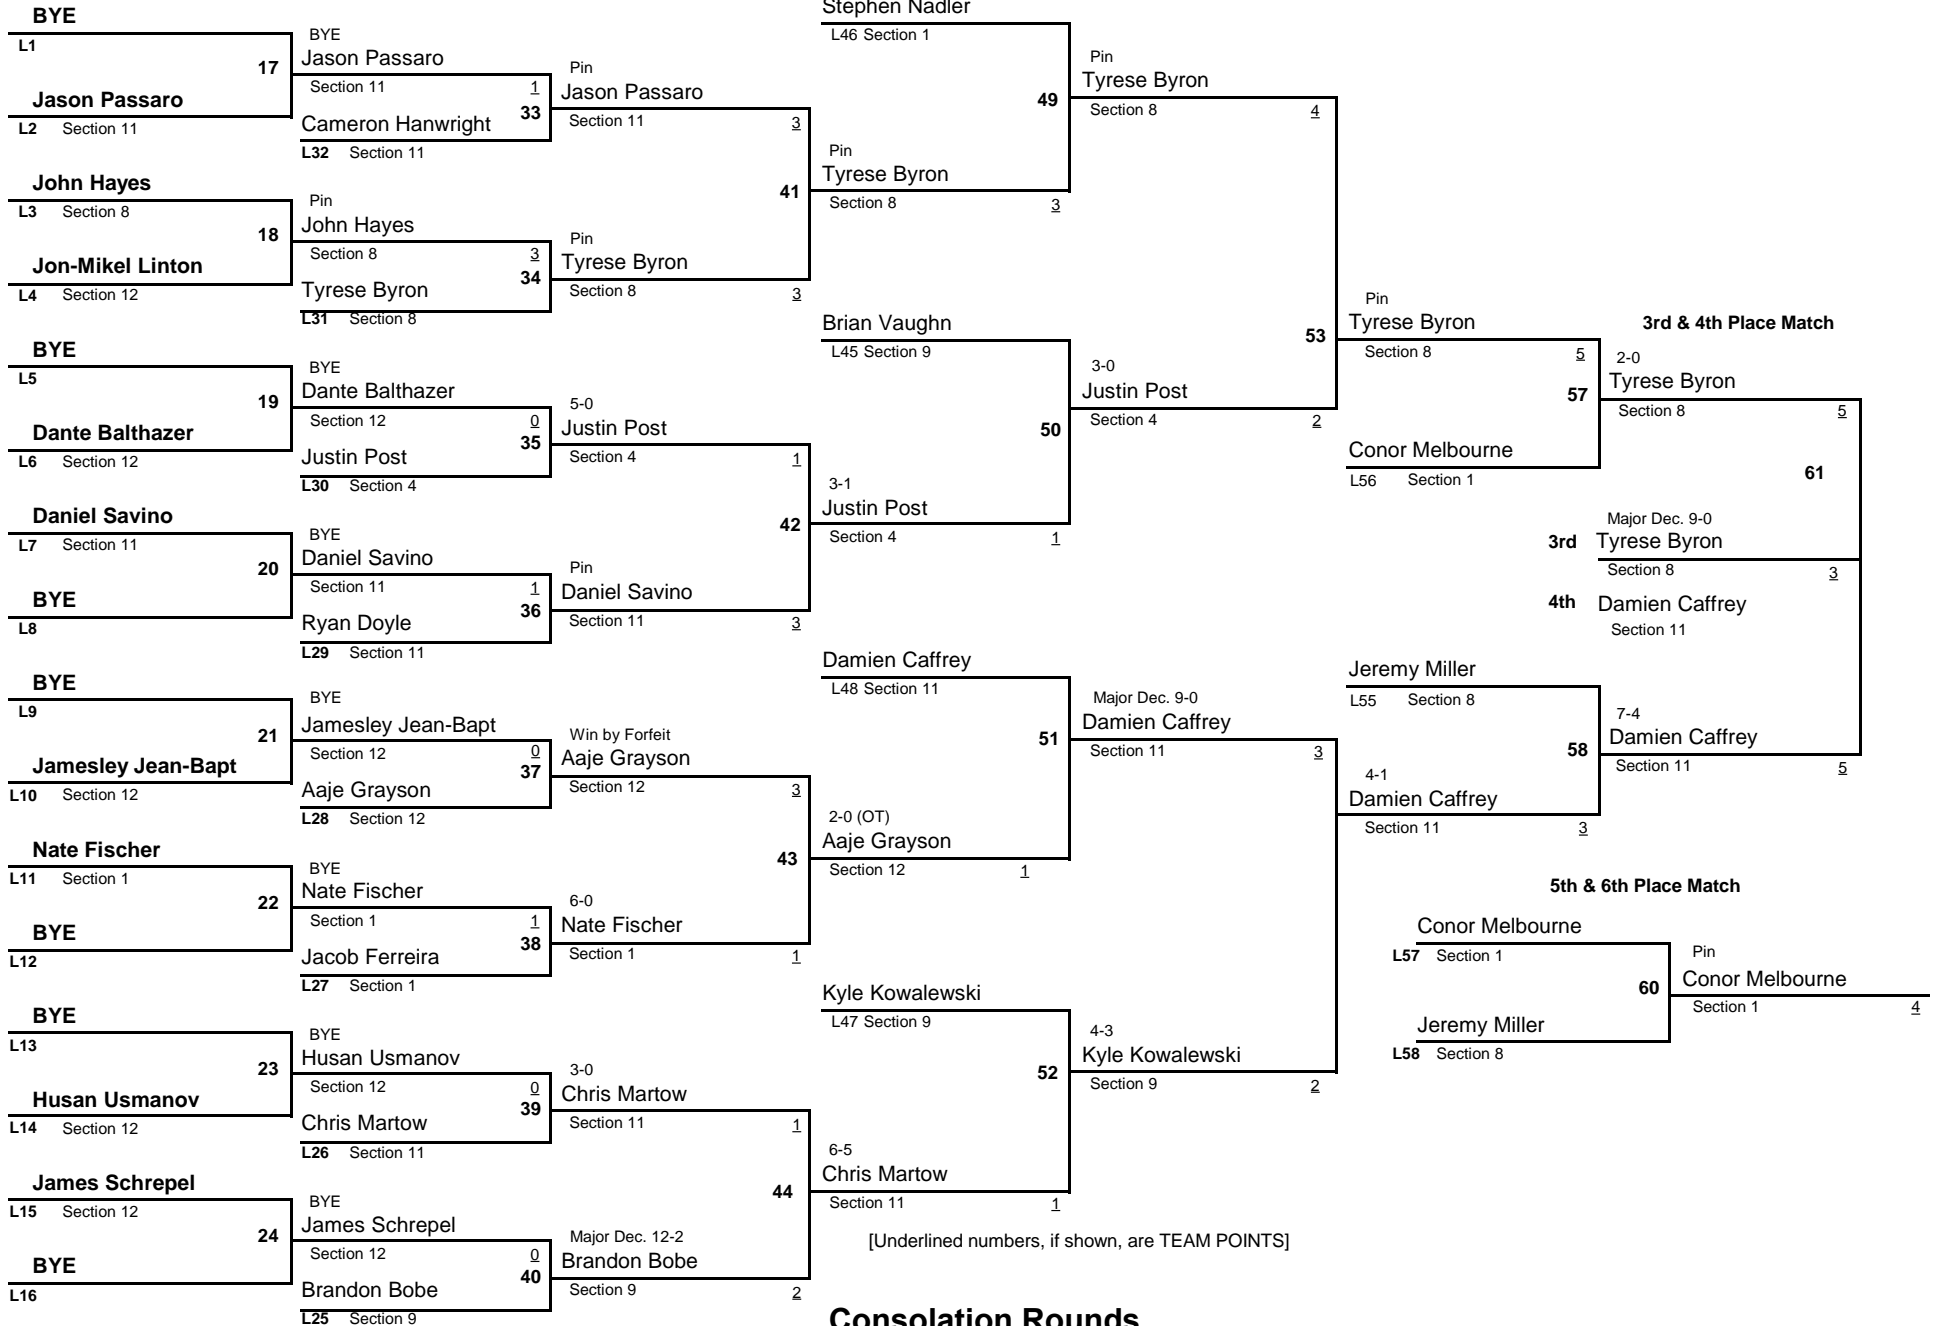 BYE
L1
17
Jason Passaro
L2 Section 11
John Hayes
L3 Section 8
18
Jon-Mikel Linton
L4 Section 12
BYE
L5
19
Dante Balthazer
L6 Section 12
Daniel Savino
L7 Section 11
20
BYE
L8
BYE
L9
21
Jamesley Jean-Bapt
L10 Section 12
Nate Fischer
L11 Section 1
22
BYE
L12
BYE
L13
23
Husan Usmanov
L14 Section 12
James Schrepel
L15 Section 12
24
BYE
L16
BYE
Jason Passaro
Section 11 1
33
Cameron Hanwright
L32 Section 11
Pin
John Hayes
Section 8 3
34
Tyrese Byron
L31 Section 8
BYE
Dante Balthazer
Section 12 0
35
Justin Post
L30 Section 4
BYE
Daniel Savino
Section 11 1
36
Ryan Doyle
L29 Section 11
BYE
Jamesley Jean-Bapt
Section 12 0
37
Aaje Grayson
L28 Section 12
BYE
Nate Fischer
Section 1 1
38
Jacob Ferreira
L27 Section 1
BYE
Husan Usmanov
Section 12 0
39
Chris Martow
L26 Section 11
BYE
James Schrepel
Section 12 0
40
Brandon Bobe
L25 Section 9
Pin
Jason Passaro
Section 11 3
41
Pin
Tyrese Byron
Section 8 3
5-0
Justin Post
Section 4 1
42
Pin
Daniel Savino
Section 11 3
Win by Forfeit
Aaje Grayson
Section 12 3
43
6-0
Nate Fischer
Section 1 1
3-0
Chris Martow
Section 11 1
44
Major Dec. 12-2
Brandon Bobe
Section 9 2
Stephen Nadler
L46 Section 1
49
Pin
Tyrese Byron
Section 8 3
Brian Vaughn
L45 Section 9
50
3-1
Justin Post
Section 4 1
Damien Caffrey
L48 Section 11
51
2-0 (OT)
Aaje Grayson
Section 12 1
Kyle Kowalewski
L47 Section 9
52
6-5
Chris Martow
Section 11 1
[Underlined numbers, if shown, are TEAM POINTS]
Consolation Rounds
Pin
Tyrese Byron
Section 8 4
53
3-0
Justin Post
Section 4 2
Major Dec. 9-0
Damien Caffrey
Section 11 3
4-3
Kyle Kowalewski
Section 9 2
Pin
Tyrese Byron
Section 8 5
57
Conor Melbourne
L56 Section 1
Jeremy Miller
L55 Section 8
58
4-1
Damien Caffrey
Section 11 3
3rd & 4th Place Match
2-0
Tyrese Byron
Section 8 5
61
Major Dec. 9-0
3rd Tyrese Byron
Section 8 3
4th Damien Caffrey
Section 11
7-4
Damien Caffrey
Section 11 5
5th & 6th Place Match
Conor Melbourne
L57 Section 1
60
Jeremy Miller
L58 Section 8
Pin
Conor Melbourne
Section 1 4